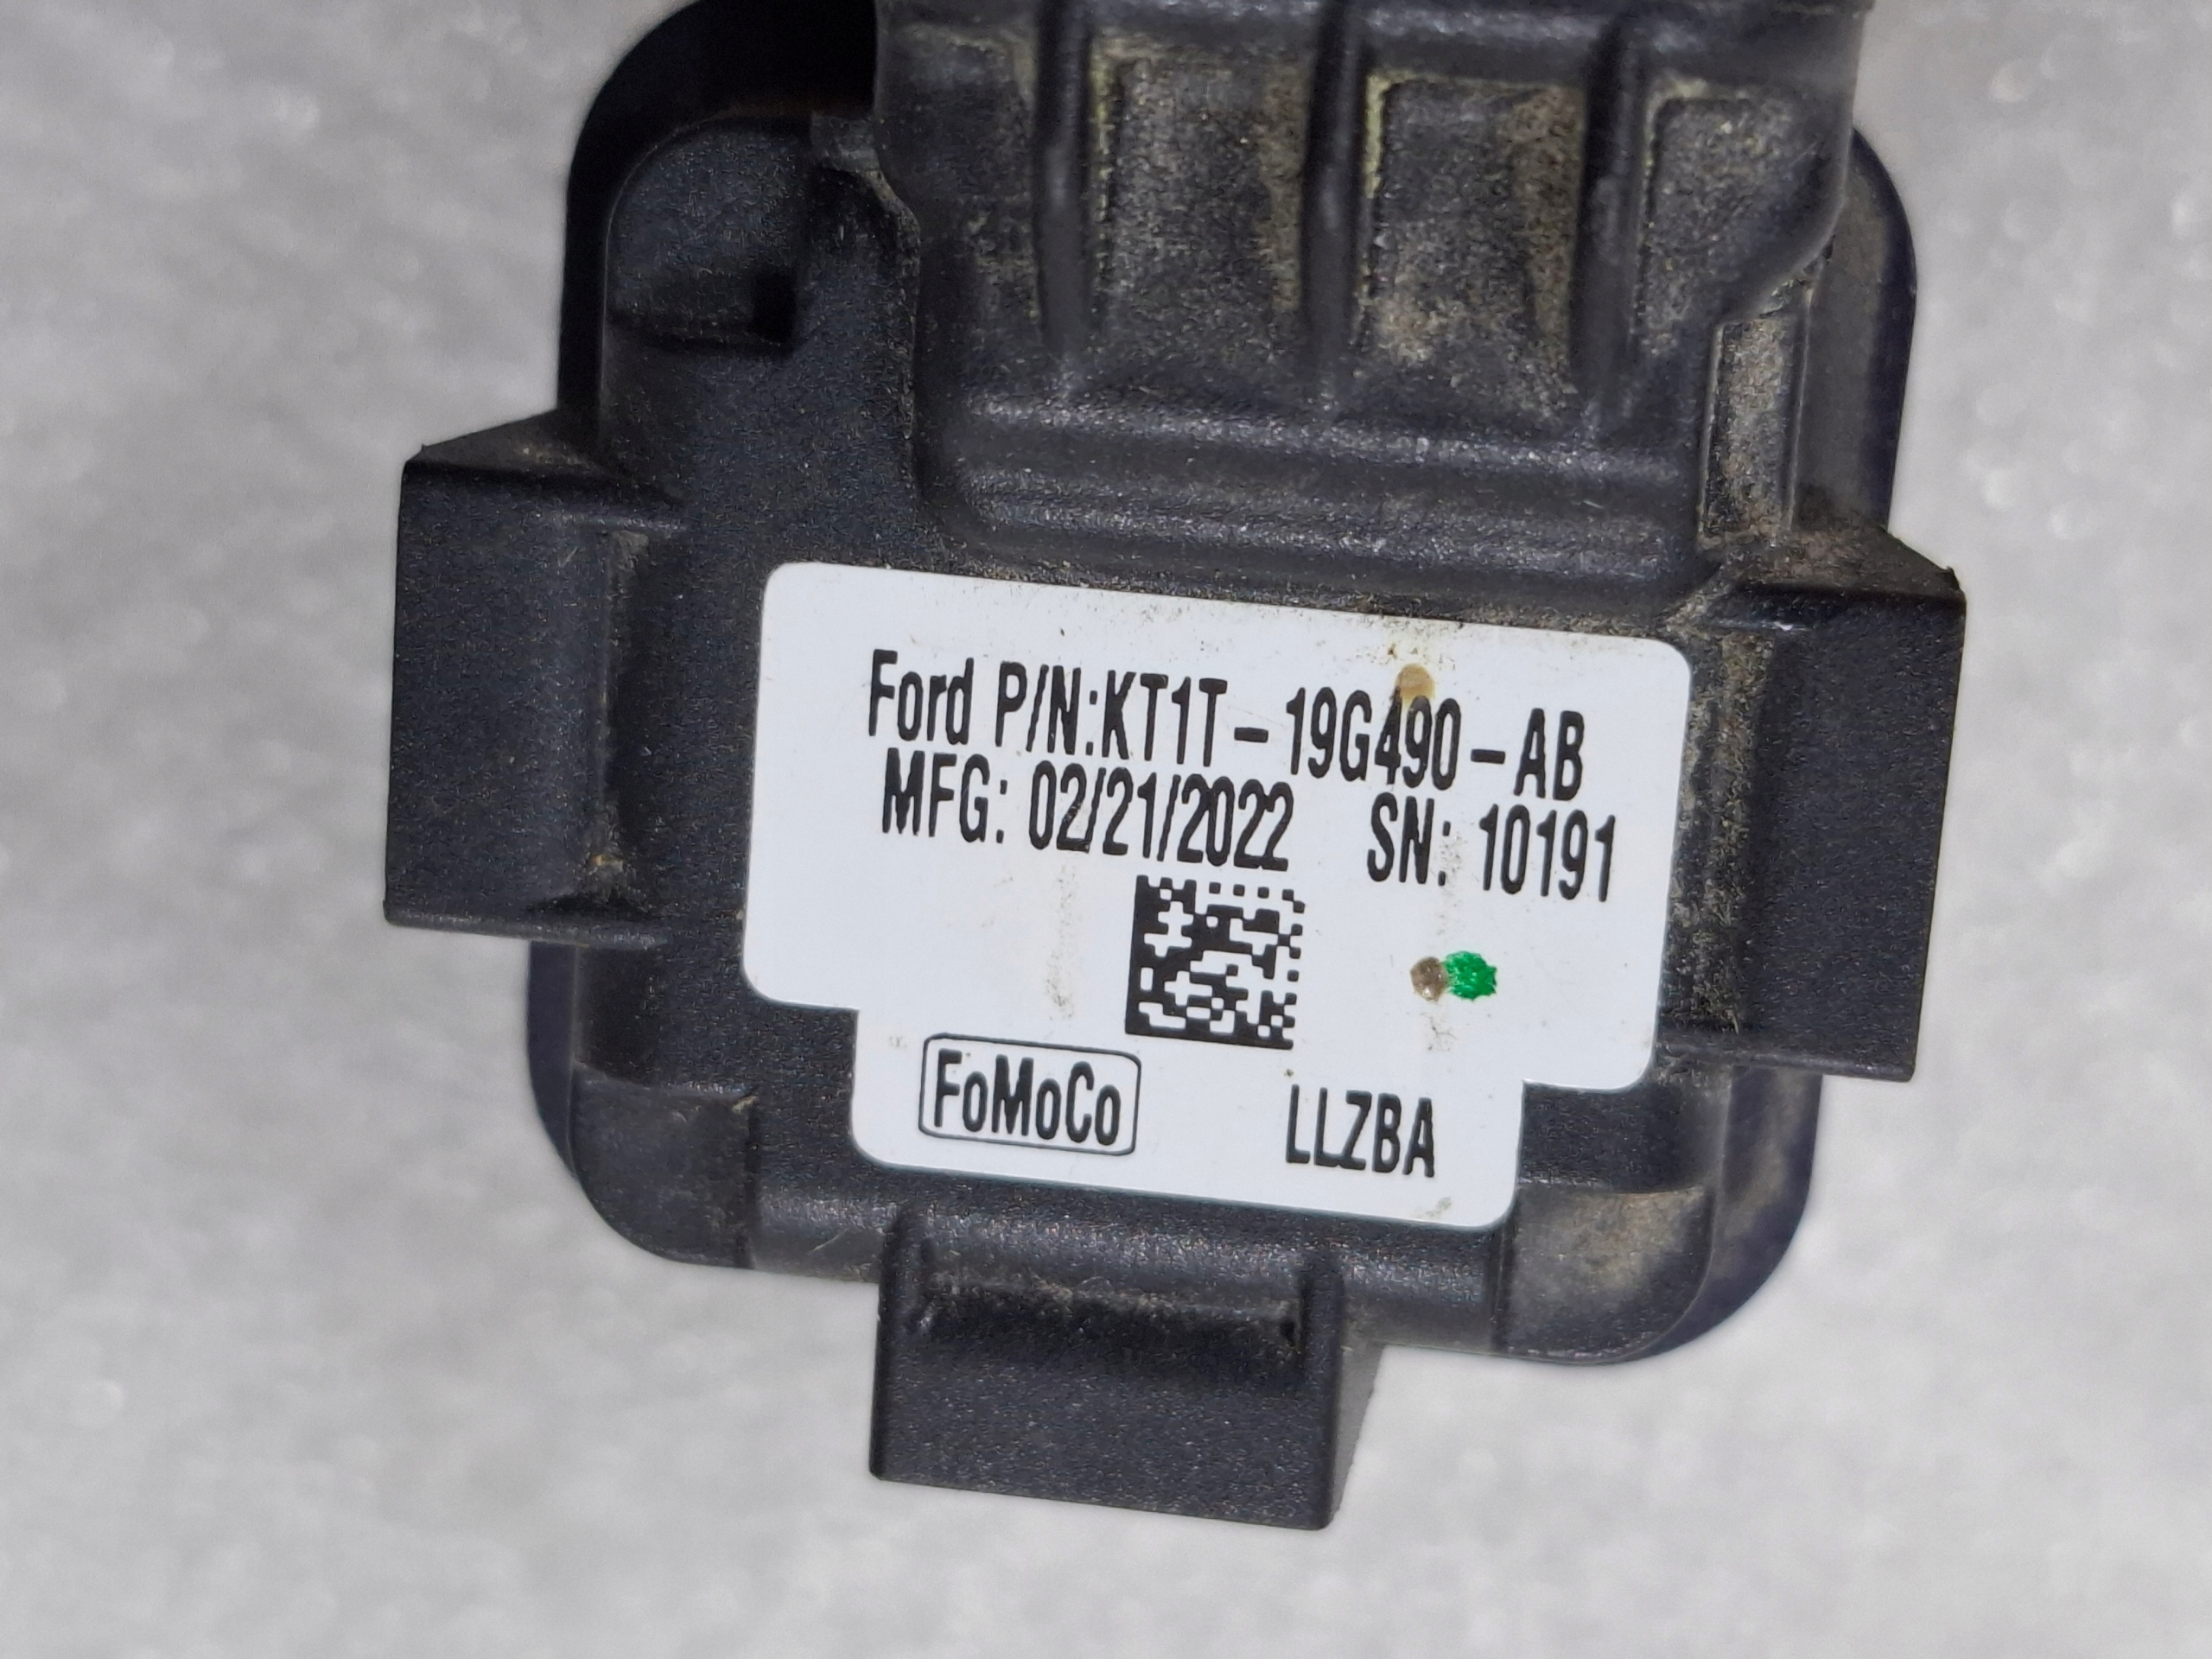 Ford P/N:KT1T-19G490-AB
MFG: 02/21/2022 SN: 10191
FoMoCo LLZBA